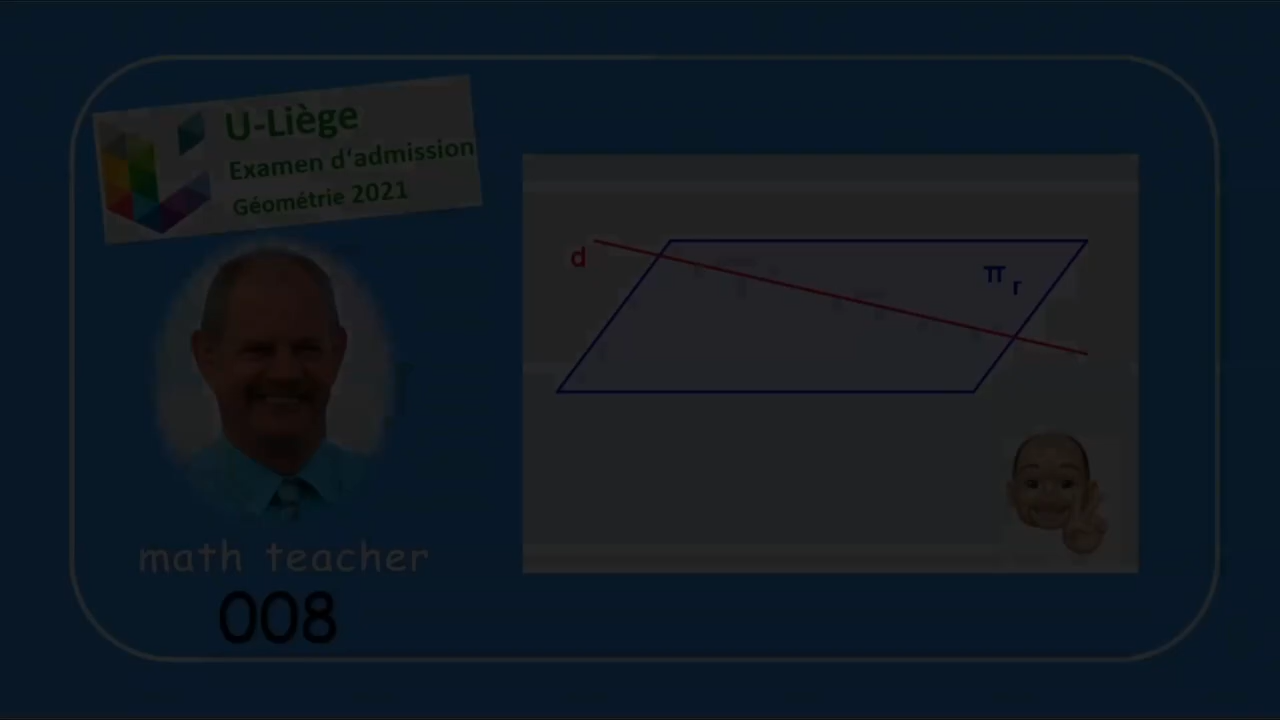 U-Liège
Examen d'admission
Géométrie 2021
d
π r
math teacher
008